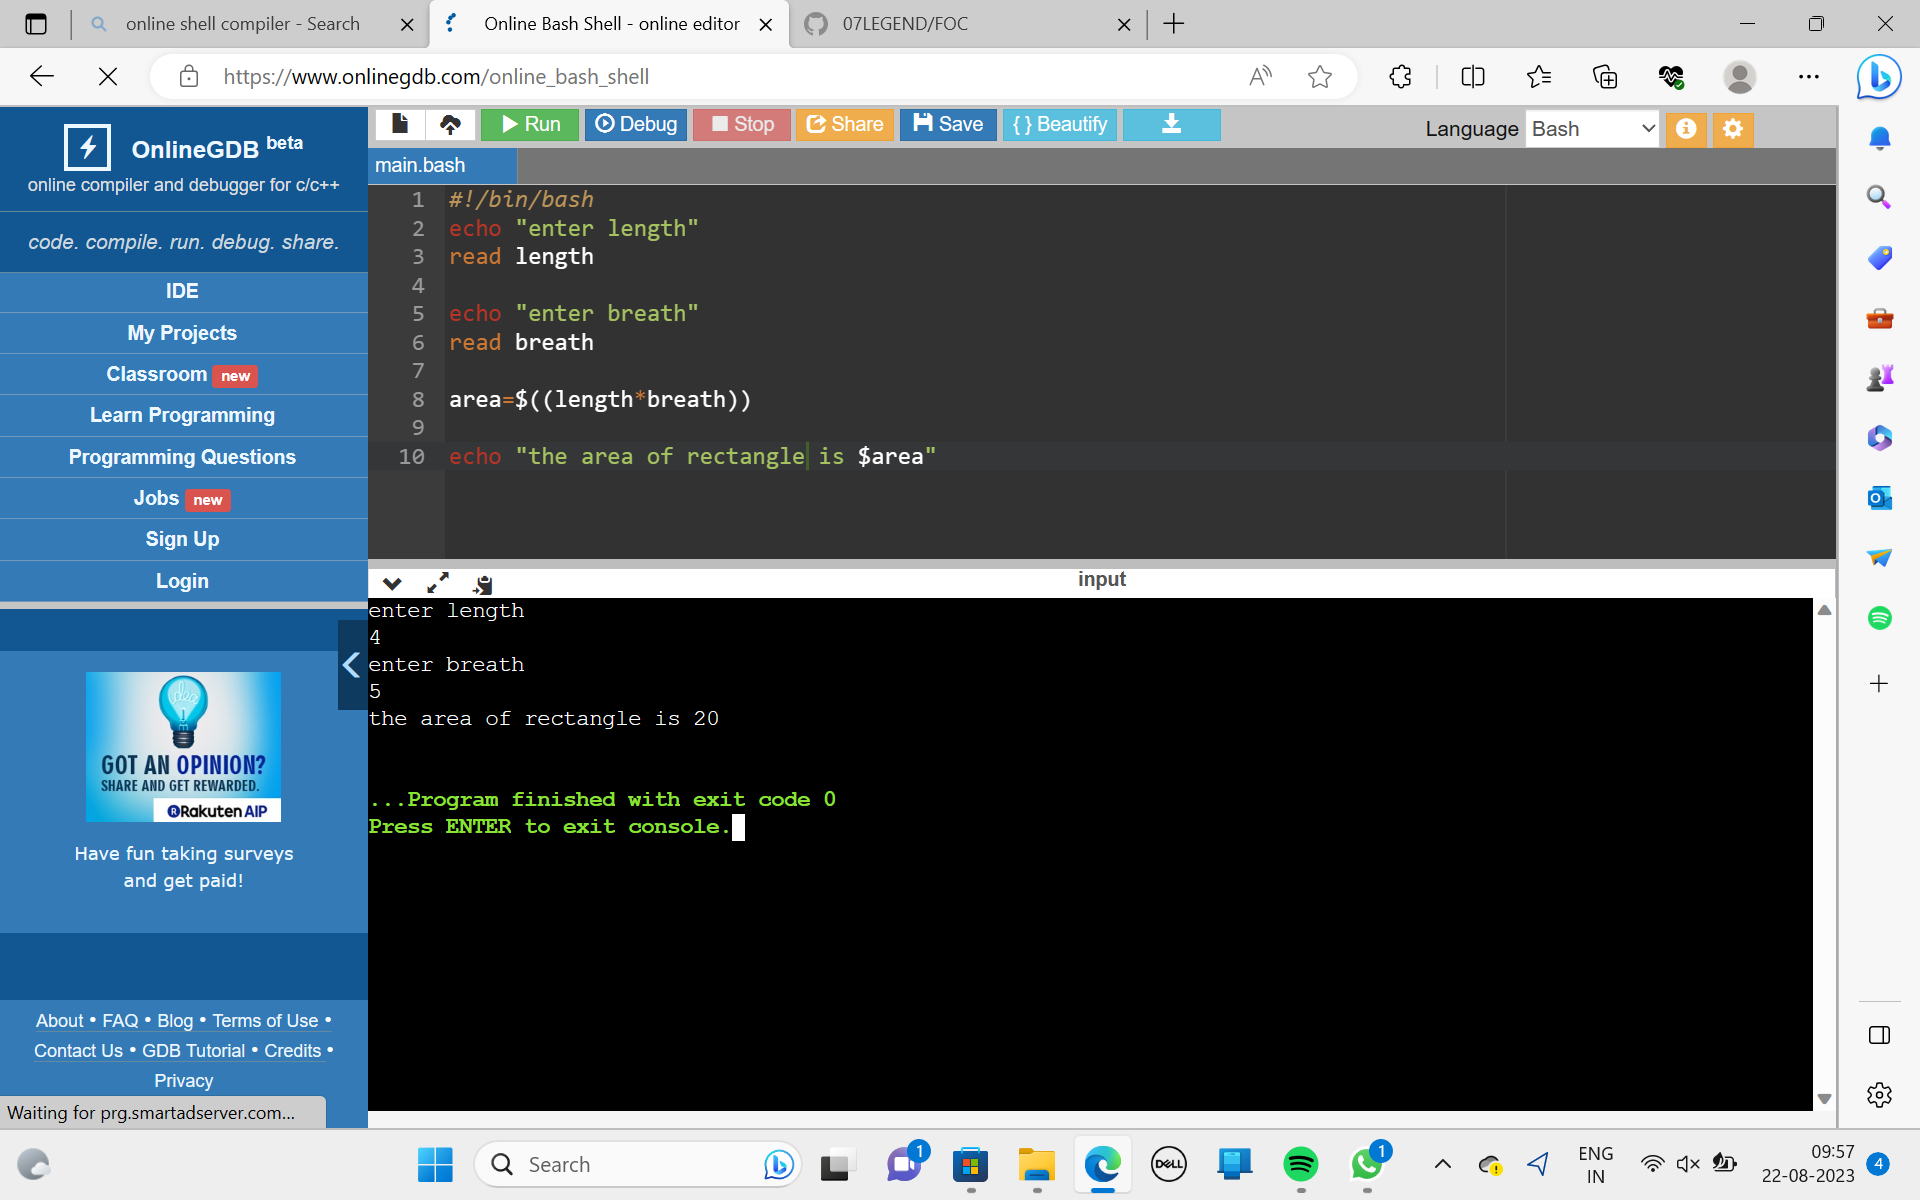 online shell compiler - Search
Online Bash Shell - online editor
07LEGEND/FOC
https://www.onlinegdb.com/online_bash_shell
OnlineGDB beta
online compiler and debugger for c/c++
code. compile. run. debug. share.
IDE
My Projects
Classroom new
Learn Programming
Programming Questions
Jobs new
Sign Up
Login
GOT AN OPINION?
SHARE AND GET REWARDED.
Rakuten AIP
Have fun taking surveys
and get paid!
About • FAQ • Blog • Terms of Use •
Contact Us • GDB Tutorial • Credits •
Privacy
Waiting for prg.smartadserver.com...
Run Debug Stop Share Save { } Beautify
Language Bash
main.bash
1 #!/bin/bash
2 echo "enter length"
3 read length
4
5 echo "enter breath"
6 read breath
7
8 area=$((length*breath))
9
10 echo "the area of rectangle is $area"
input
enter length
4
enter breath
5
the area of rectangle is 20
...Program finished with exit code 0
Press ENTER to exit console.
Search
1
DELL
1
ENG
IN
09:57
22-08-2023
4